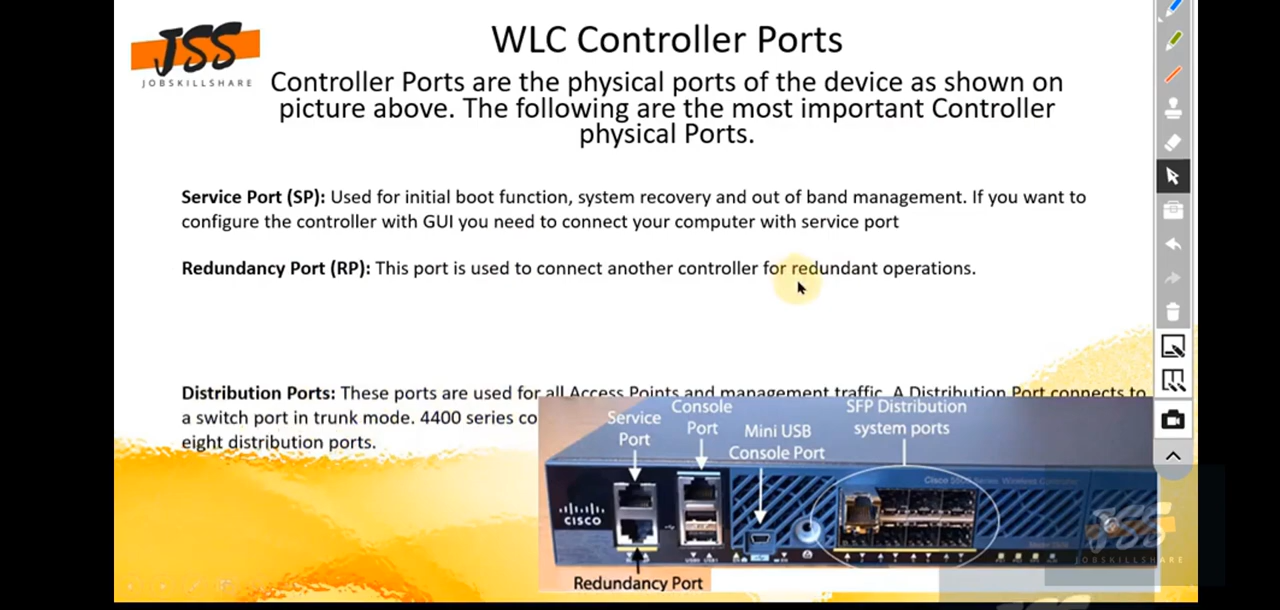 JSS
JOBSKILLSHARE
WLC Controller Ports
Controller Ports are the physical ports of the device as shown on
picture above. The following are the most important Controller
physical Ports.
Service Port (SP): Used for initial boot function, system recovery and out of band management. If you want to
configure the controller with GUI you need to connect your computer with service port
Redundancy Port (RP): This port is used to connect another controller for redundant operations.
Distribution Ports: These ports are used for all Access Points and management traffic. A Distribution Port connects to
a switch port in trunk mode. 4400 series co
eight distribution ports.
Service
Port
Console
Port
Mini USB
Console Port
SFP Distribution
system ports
CISCO
Redundancy Port
JSS
JOBSKILLSHARE